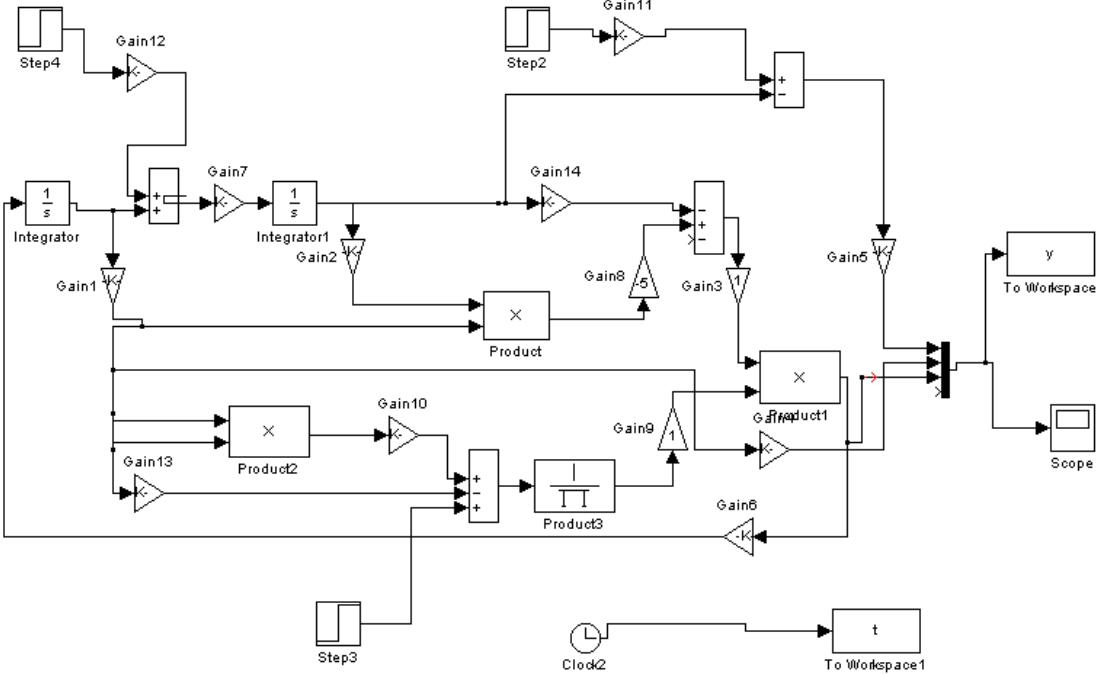 Gain11
Step4
Gain12
Step2
-K-
-K-
+
−
Gain7
Gain14
1
s
Integrator
+
+
-K-
1
s
Integrator1
-K-
−
+
−
Gain1
-K-
Gain2
-K-
Gain8
-5
Gain3
1
Gain5
-K-
y
To Workspace
×
Product
×
Product1
Gain10
-K-
Gain9
1
Gain4
-K-
×
Product2
Gain13
-K-
+
−
+
Product3
Scope
Gain6
-K-
Step3
Clock2
t
To Workspace1